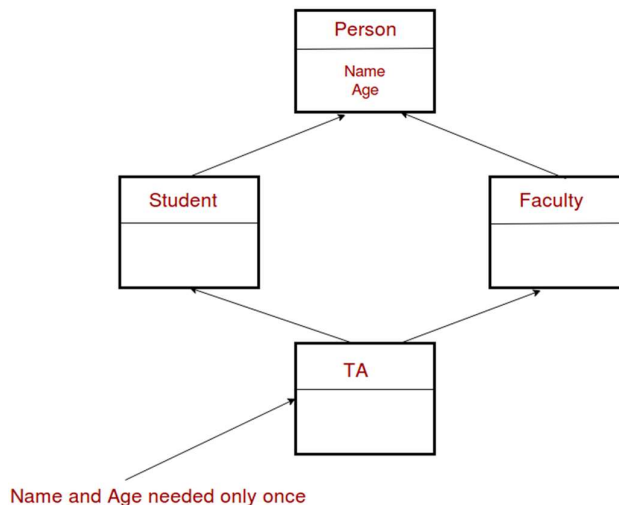 Person
Name
Age
Student
Faculty
TA
Name and Age needed only once